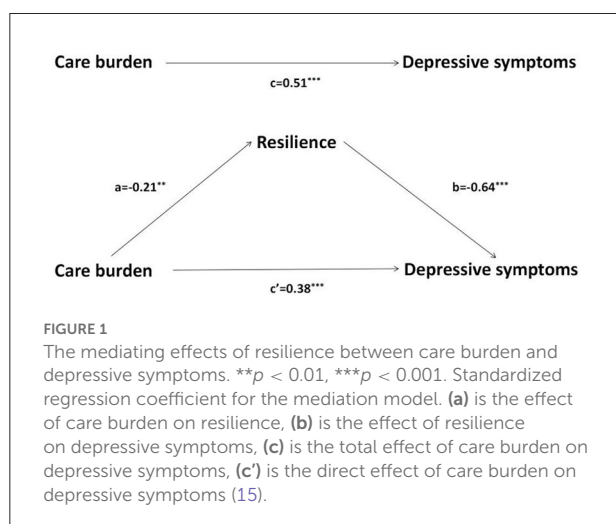 Care burden Depressive symptoms
c=0.51***
Resilience
a=-0.21** b=-0.64***
Care burden Depressive symptoms
c'=0.38***
FIGURE 1
The mediating effects of resilience between care burden and
depressive symptoms. **p < 0.01, ***p < 0.001. Standardized
regression coefficient for the mediation model. (a) is the effect
of care burden on resilience, (b) is the effect of resilience
on depressive symptoms, (c) is the total effect of care burden on
depressive symptoms, (c’) is the direct effect of care burden on
depressive symptoms (15).